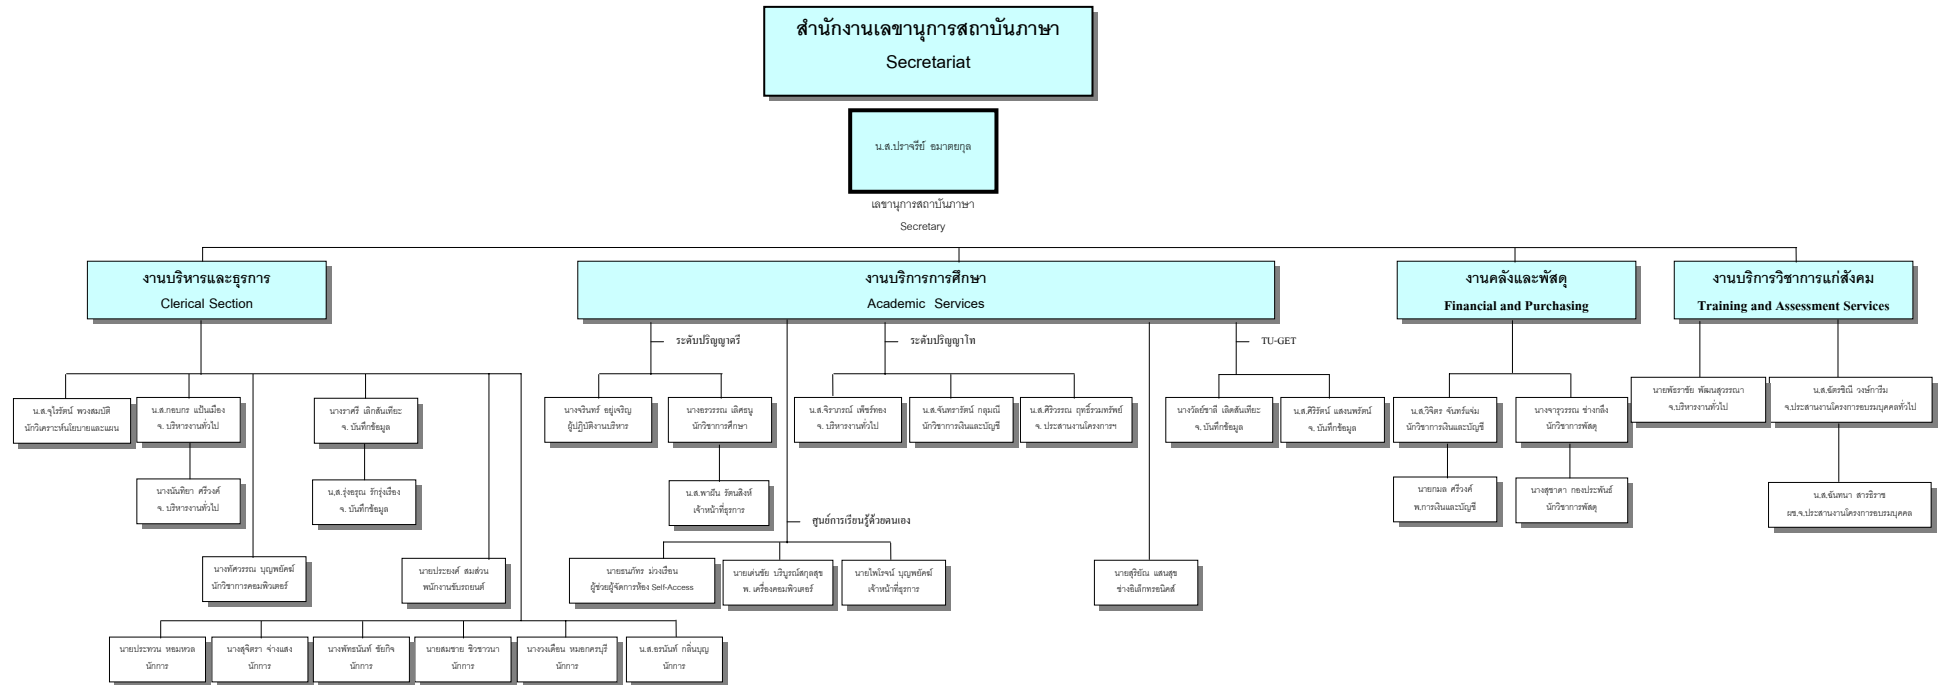 สำนักงานเลขานุการสถาบันภาษา
Secretariat
น.ส.ปราจรีย์ อมาตยกุล
เลขานุการสถาบันภาษา
Secretary
งานบริหารและธุรการ
Clerical Section
งานบริการการศึกษา
Academic Services
งานคลังและพัสดุ
Financial and Purchasing
งานบริการวิชาการแก่สังคม
Training and Assessment Services
ระดับปริญญาตรี
ระดับปริญญาโท
TU-GET
น.ส.จุไรรัตน์ พวงสมบัติ
นักวิเคราะห์นโยบายและแผน
น.ส.กอบกร แป้นเมือง
จ. บริหารงานทั่วไป
นางราศรี เลิกสันเทียะ
จ. บันทึกข้อมูล
นางจรินทร์ อยู่เจริญ
ผู้ปฏิบัติงานบริหาร
นางอรวรรณ เลิศธนู
นักวิชาการศึกษา
น.ส.จิราภรณ์ เพ็ชรทอง
จ. บริหารงานทั่วไป
น.ส.จันทรารัตน์ กลุมณี
นักวิชาการเงินและบัญชี
น.ส.ศิริวรรณ ฤทธิ์รวมทรัพย์
จ. ประสานงานโครงการฯ
นางวัลย์ชาลี เลิศสันเทียะ
จ. บันทึกข้อมูล
น.ส.ศิริรัตน์ แสงนพรัตน์
จ. บันทึกข้อมูล
น.ส.วิจิตร จันทร์แจ่ม
นักวิชาการเงินและบัญชี
นางจารุวรรณ ช่างกลึง
นักวิชาการพัสดุ
นายพัธราชัย พัฒนสุวรรณา
จ.บริหารงานทั่วไป
น.ส.ฉัตรชิณี วงษ์การีม
จ.ประสานงานโครงการอบรมบุคคลทั่วไป
นางนันทิยา ศรีวงค์
จ. บริหารงานทั่วไป
น.ส.รุ่งอรุณ รักรุ่งเรือง
จ. บันทึกข้อมูล
น.ส.พาฝัน รัตนสิงห์
เจ้าหน้าที่ธุรการ
นายกมล ศรีวงค์
พ.การเงินและบัญชี
นางสุชาดา กองประพันธ์
นักวิชาการพัสดุ
น.ส.ฉันทนา สารธิราช
ผช.จ.ประสานงานโครงการอบรมบุคคล
ศูนย์การเรียนรู้ด้วยตนเอง
นางทัศวรรณ บุญพยัคฆ์
นักวิชาการคอมพิวเตอร์
นายประยงค์ สมส่วน
พนักงานขับรถยนต์
นายธนภัทร ม่วงเรือน
ผู้ช่วยผู้จัดการห้อง Self-Access
นายเด่นชัย บริบูรณ์สกุลสุข
พ. เครื่องคอมพิวเตอร์
นายไพโรจน์ บุญพยัคฆ์
เจ้าหน้าที่ธุรการ
นายสุริยัณ แสนสุข
ช่างอิเล็กทรอนิคส์
นายประทวน หอมหวล
นักการ
นางสุจิตรา จ่างแสง
นักการ
นางพัทธนันท์ ชัยกิจ
นักการ
นายสมชาย ชิวชาวนา
นักการ
นางวงเดือน หมอกครบุรี
นักการ
น.ส.อรนันท์ กลิ่นบุญ
นักการ